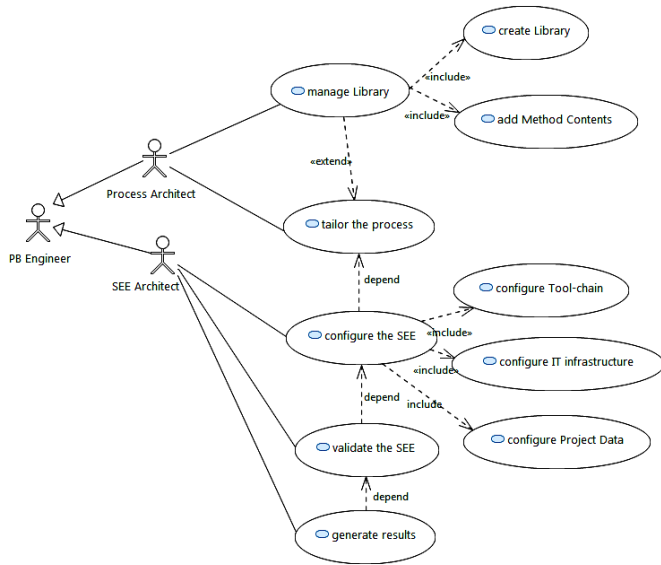 create Library
«include»
manage Library
«include»
add Method Contents
«extend»
Process Architect
tailor the process
PB Engineer
SEE Architect
depend
configure Tool-chain
configure the SEE
«include»
configure IT infrastructure
«include»
depend
include
configure Project Data
validate the SEE
depend
generate results